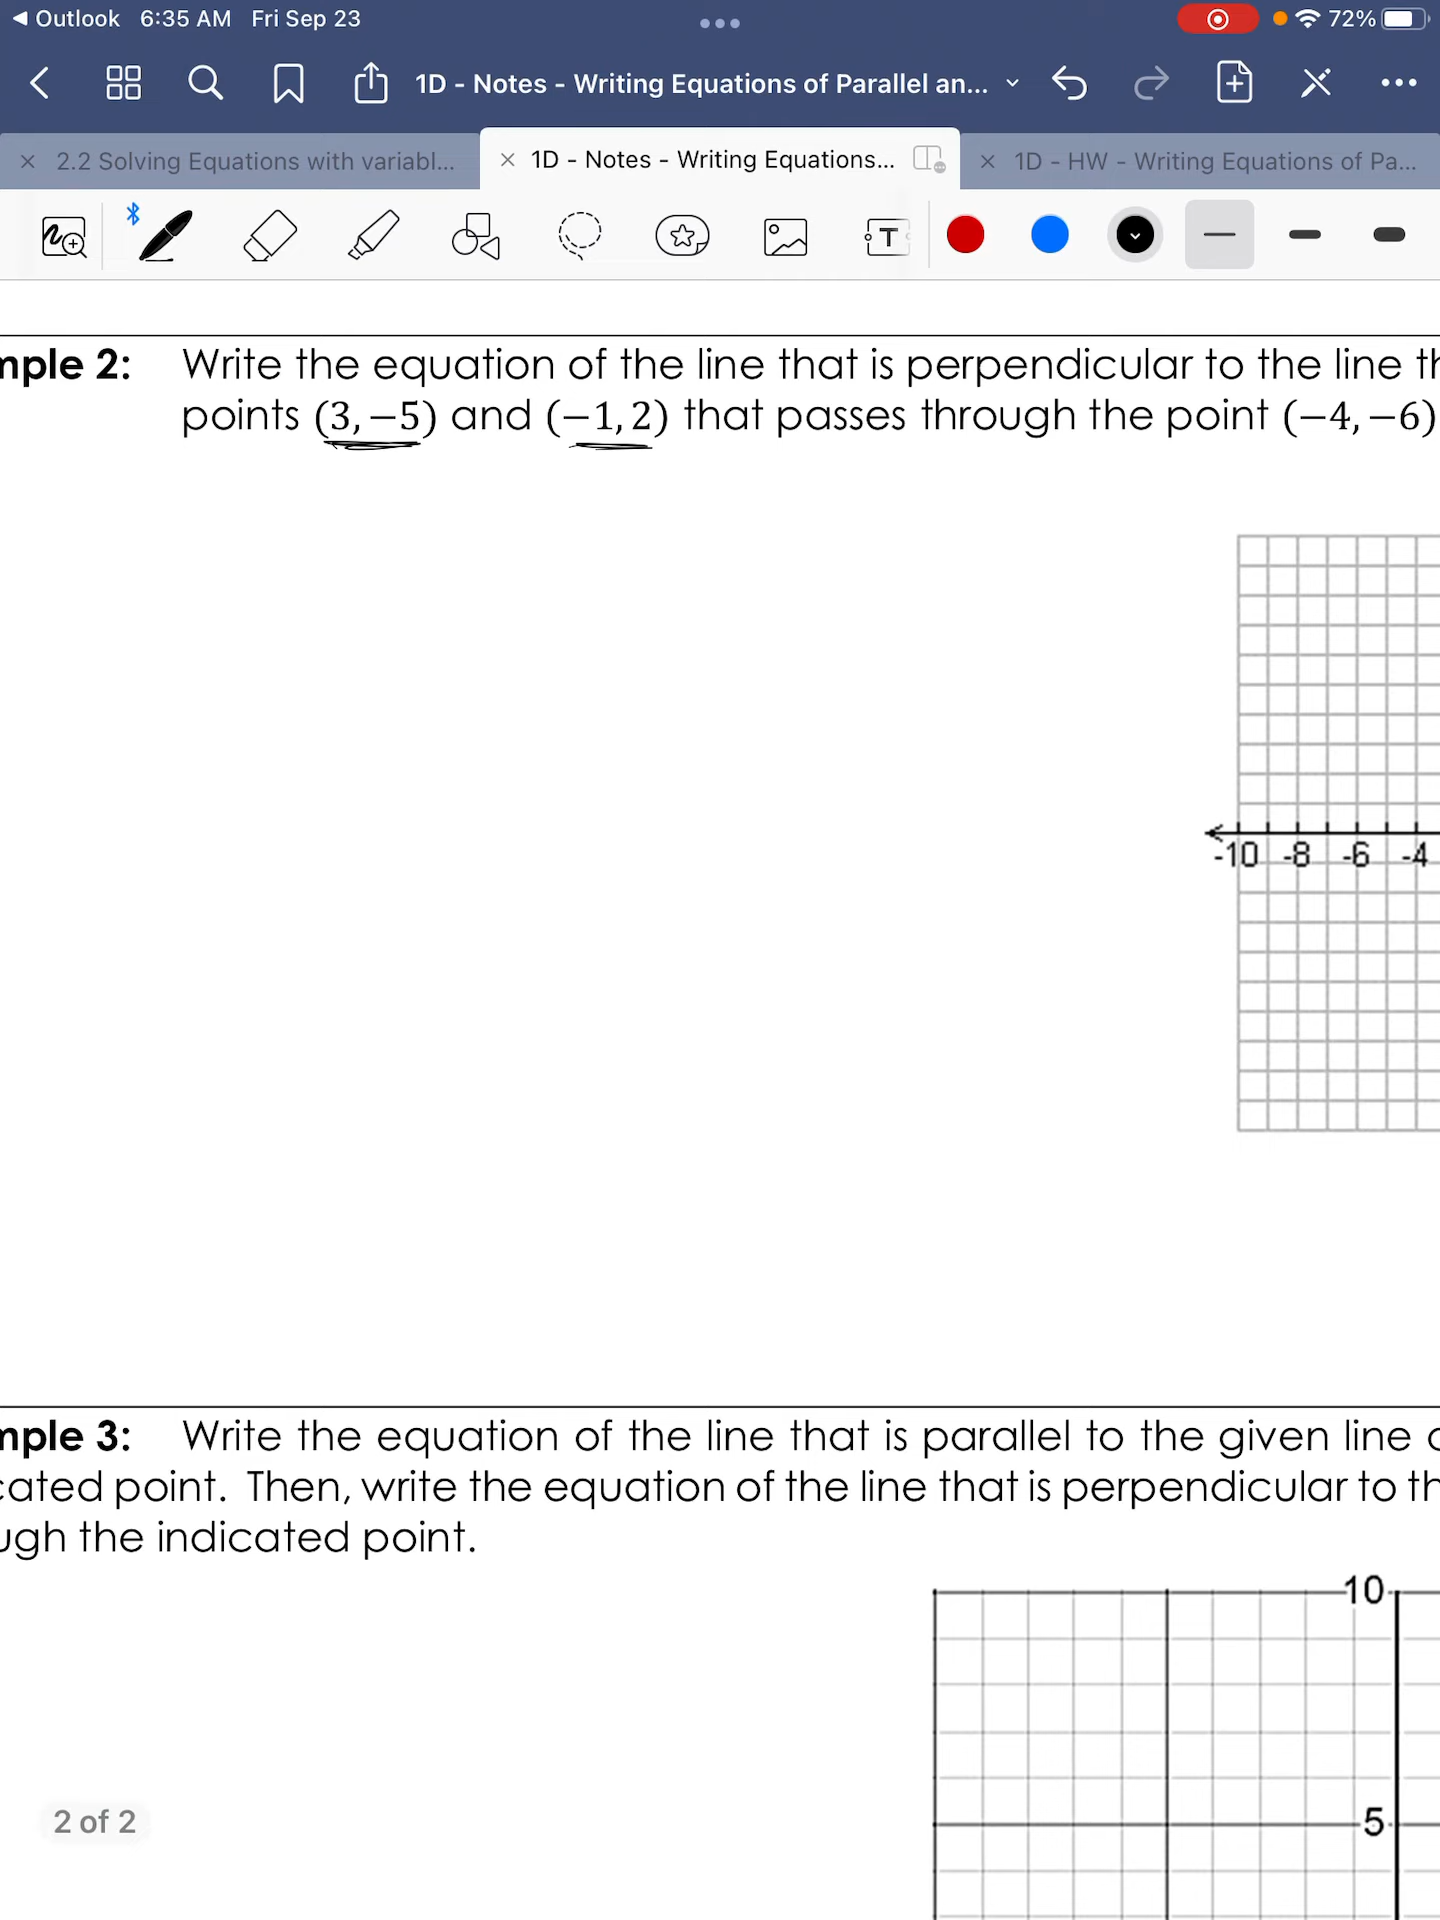 Outlook 6:35 AM Fri Sep 23
72%
1D - Notes - Writing Equations of Parallel an...
2.2 Solving Equations with variabl...
1D - Notes - Writing Equations...
1D - HW - Writing Equations of Pa...
T
mple 2: Write the equation of the line that is perpendicular to the line th
points (3,−5) and (−1,2) that passes through the point (−4,−6)
-10 -8 -6 -4
mple 3: Write the equation of the line that is parallel to the given line
cated point. Then, write the equation of the line that is perpendicular to th
ugh the indicated point.
10
5
2 of 2